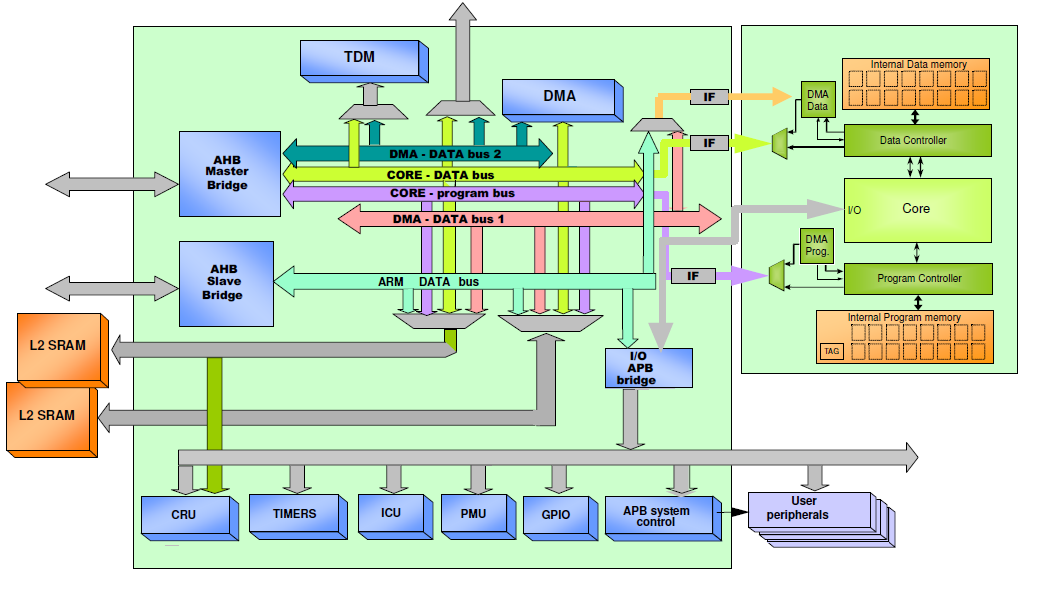 TDM
DMA
IF
DMA
Data
Internal Data memory
IF
Data Controller
AHB
Master
Bridge
DMA - DATA bus 2
CORE - DATA bus
CORE - program bus
DMA - DATA bus 1
I/O
Core
DMA
Prog.
AHB
Slave
Bridge
ARM DATA bus
IF
Program Controller
Internal Program memory
TAG
L2 SRAM
L2 SRAM
I/O
APB
bridge
CRU
TIMERS
ICU
PMU
GPIO
APB system
control
User
peripherals